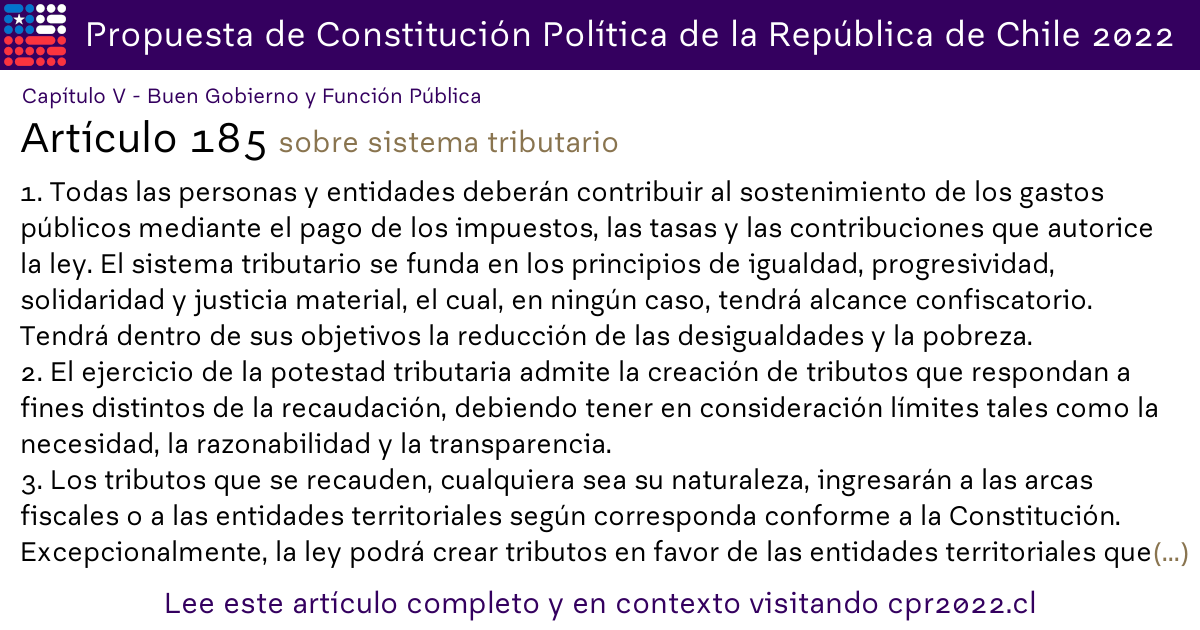 Propuesta de Constitución Política de la República de Chile 2022
Capítulo V - Buen Gobierno y Función Pública
Artículo 185 sobre sistema tributario
1. Todas las personas y entidades deberán contribuir al sostenimiento de los gastos
públicos mediante el pago de los impuestos, las tasas y las contribuciones que autorice
la ley. El sistema tributario se funda en los principios de igualdad, progresividad,
solidaridad y justicia material, el cual, en ningún caso, tendrá alcance confiscatorio.
Tendrá dentro de sus objetivos la reducción de las desigualdades y la pobreza.
2. El ejercicio de la potestad tributaria admite la creación de tributos que respondan a
fines distintos de la recaudación, debiendo tener en consideración límites tales como la
necesidad, la razonabilidad y la transparencia.
3. Los tributos que se recauden, cualquiera sea su naturaleza, ingresarán a las arcas
fiscales o a las entidades territoriales según corresponda conforme a la Constitución.
Excepcionalmente, la ley podrá crear tributos en favor de las entidades territoriales que(...)
Lee este artículo completo y en contexto visitando cpr2022.cl